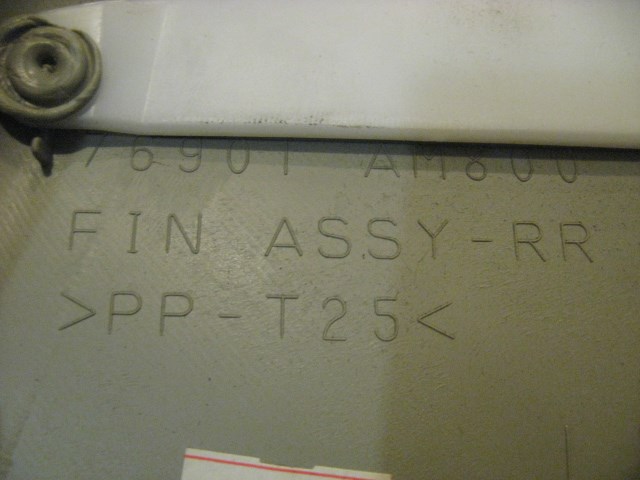 76901 AM800
FIN ASSY-RR
>PP-T25<